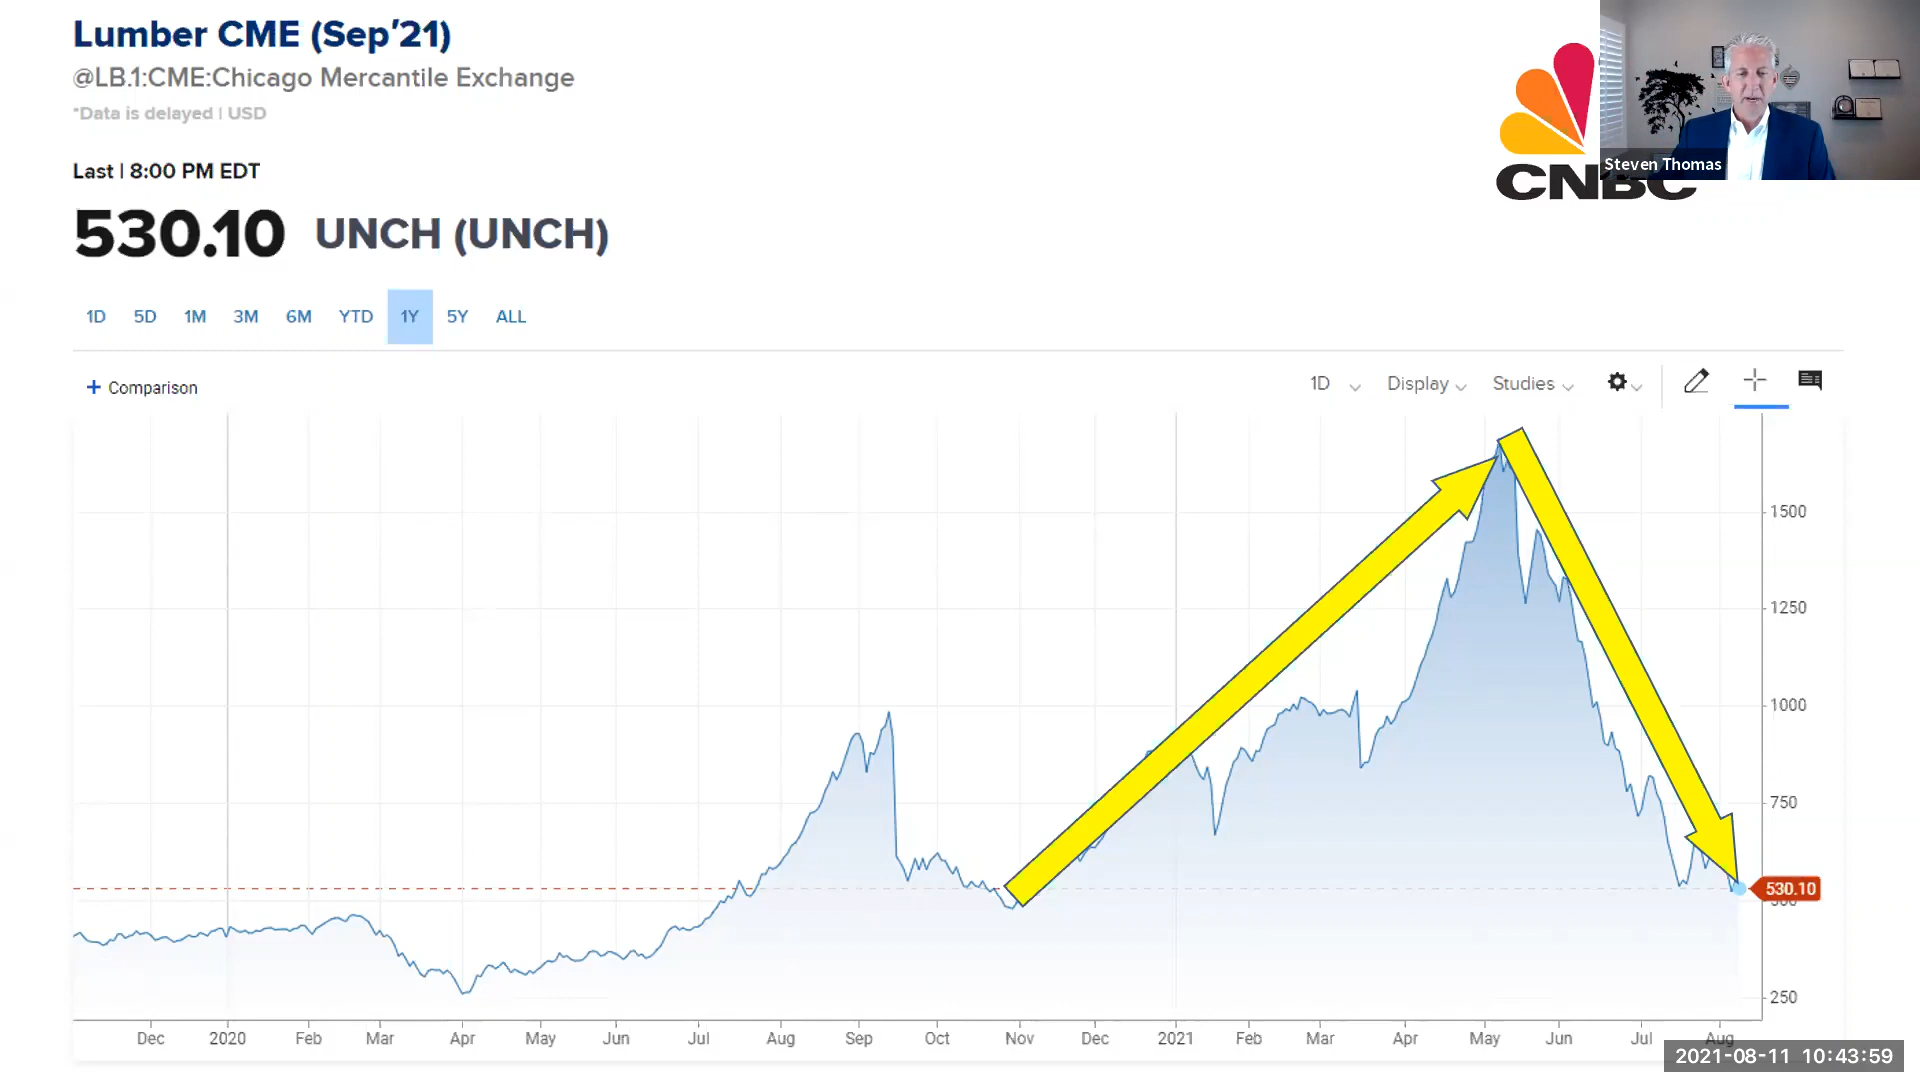 Lumber CME (Sep'21)
@LB.1:CME:Chicago Mercantile Exchange
*Data is delayed | USD
Last | 8:00 PM EDT
530.10 UNCH (UNCH)
CNBC
Steven Thomas
1D 5D 1M 3M 6M YTD 1Y 5Y ALL
+ Comparison
1D Display Studies
1500
1250
1000
750
530.10
500
250
Dec 2020 Feb Mar Apr May Jun Jul Aug Sep Oct Nov Dec 2021 Feb Mar Apr May Jun Jul Aug
2021-08-11 10:43:59